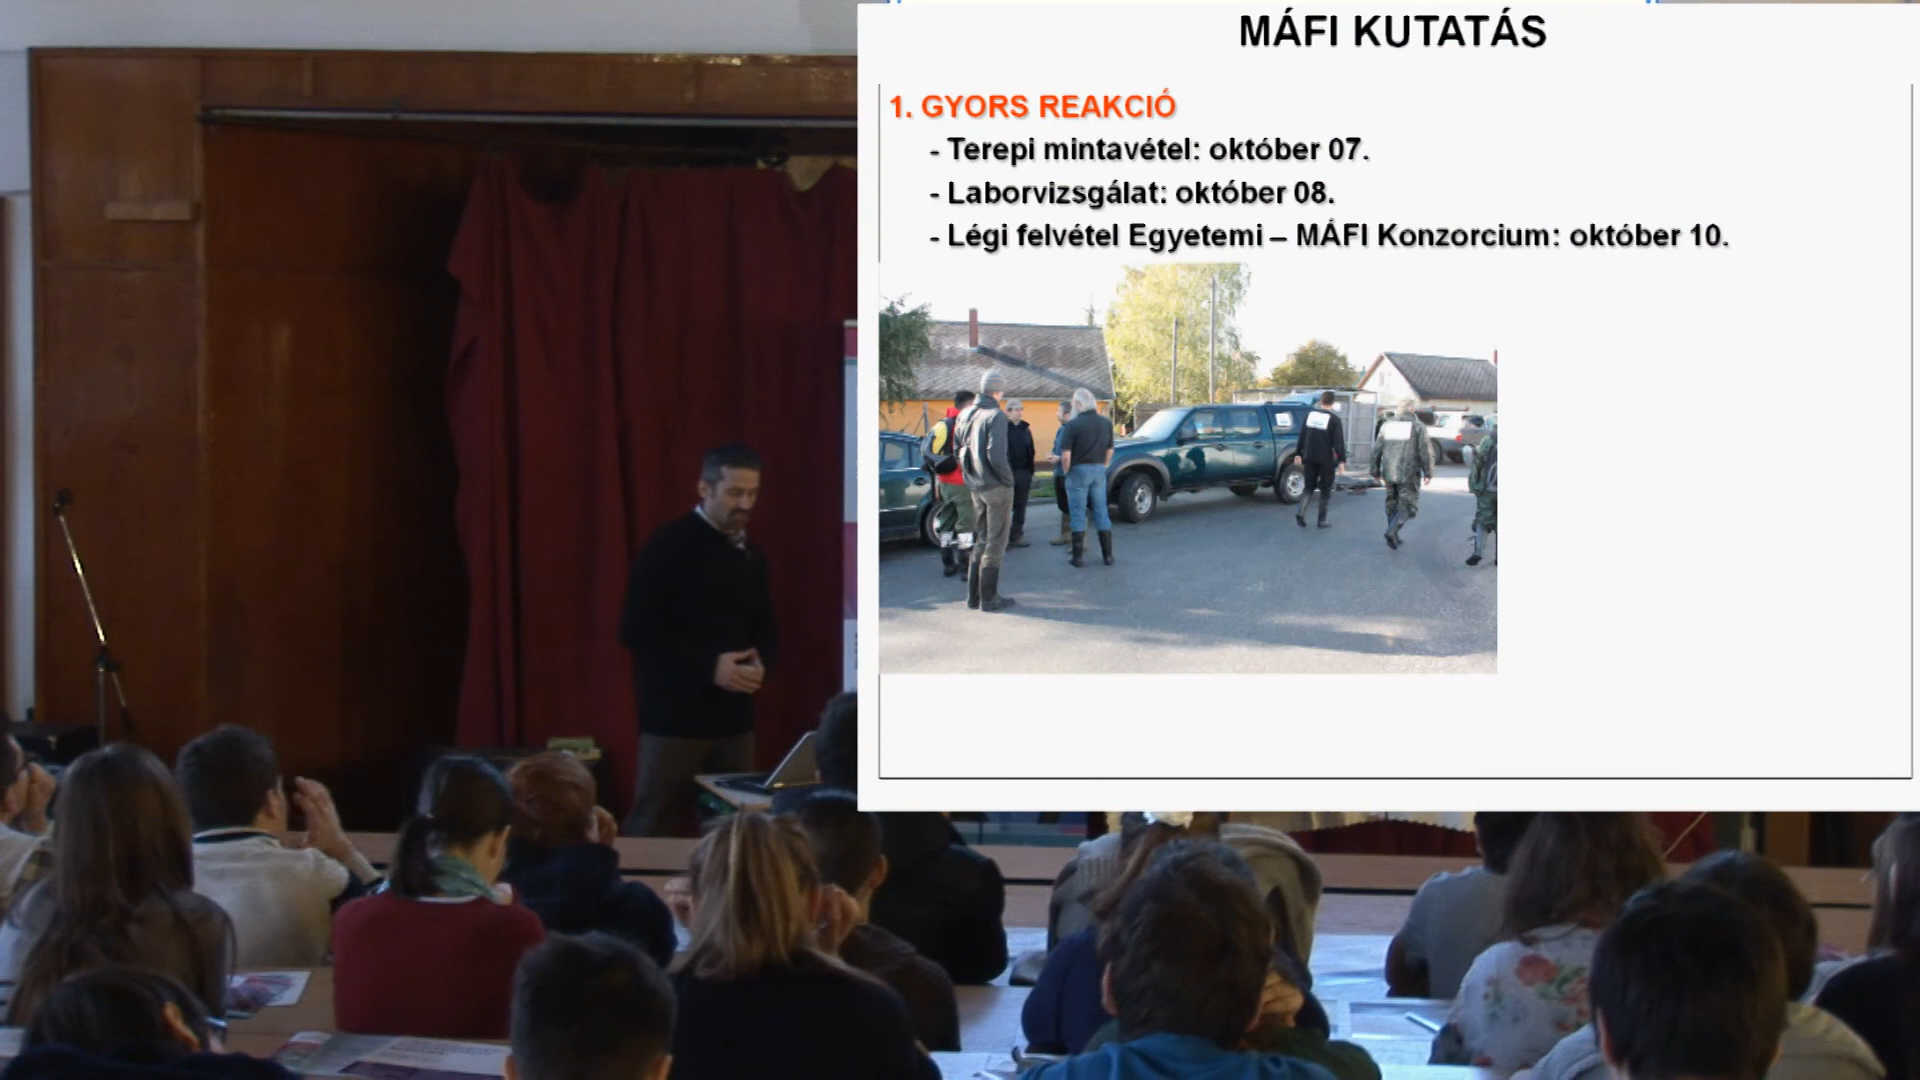 MÁFI KUTATÁS
1. GYORS REAKCIÓ
- Terepi mintavétel: október 07.
- Laborvizsgálat: október 08.
- Légi felvétel Egyetemi – MÁFI Konzorcium: október 10.